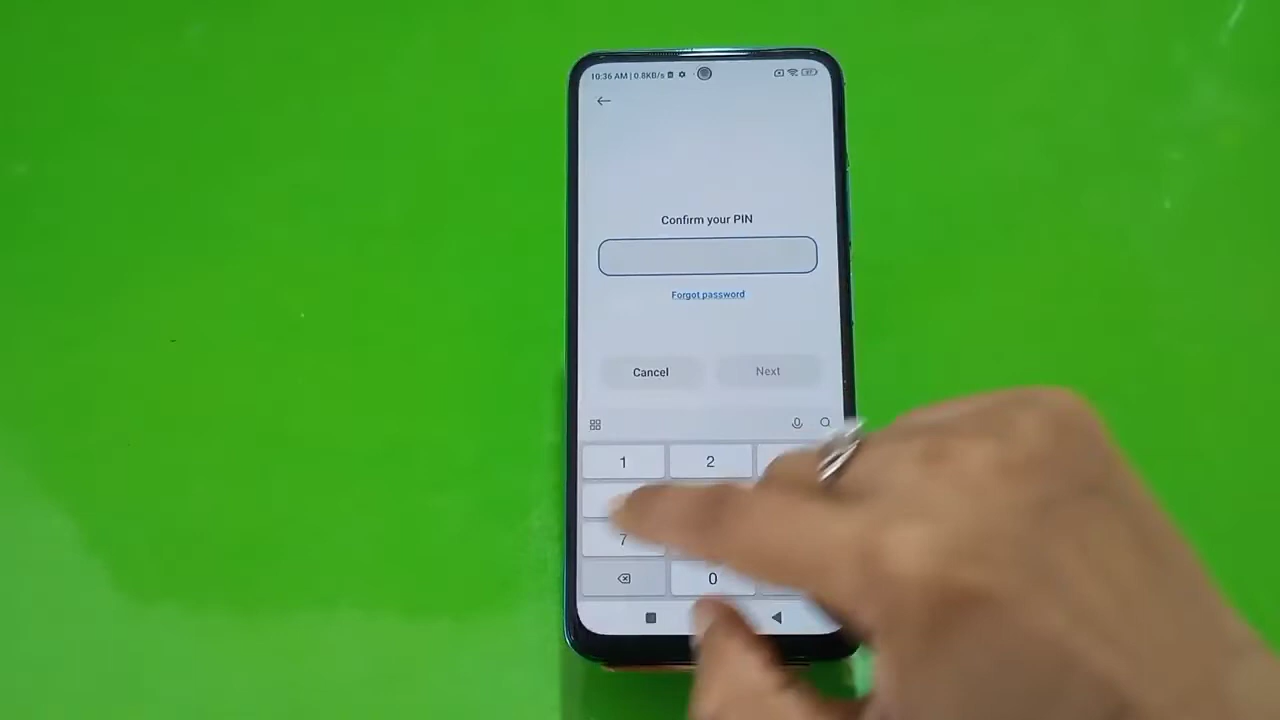 10:36 AM | 0.8KB/s
Confirm your PIN
Forgot password
Cancel Next
1 2
7
0